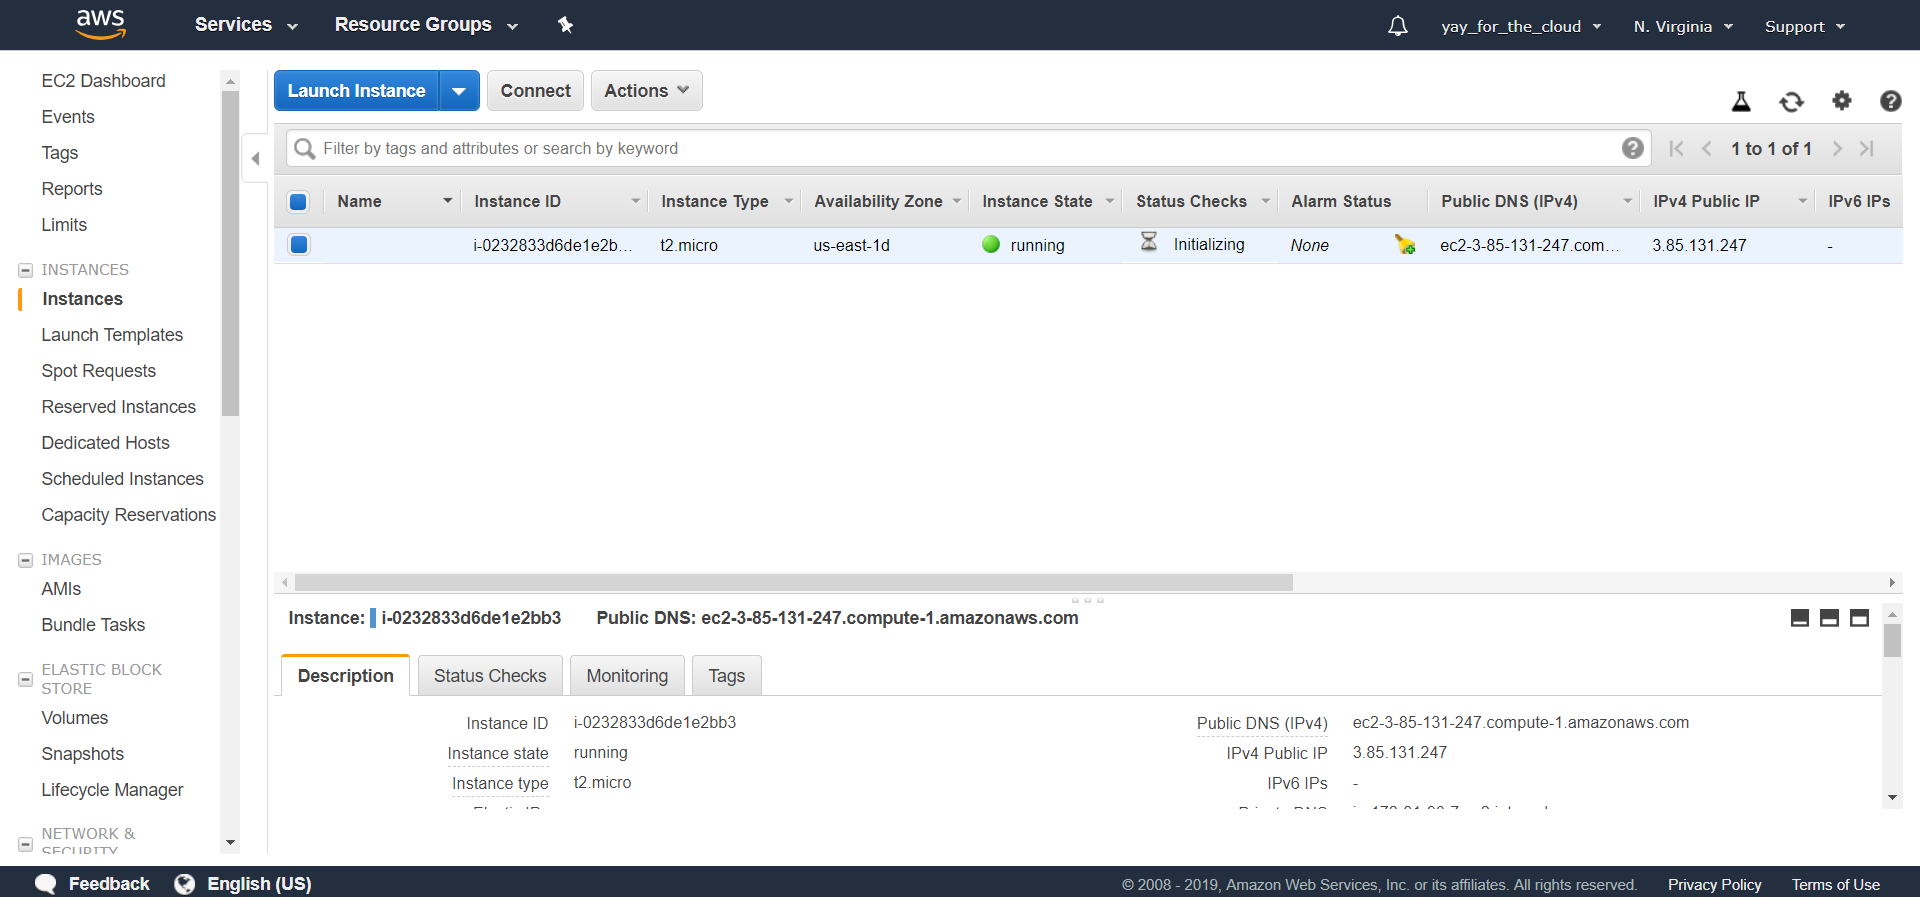 aws Services Resource Groups yay_for_the_cloud N. Virginia Support
EC2 Dashboard
Events
Tags
Reports
Limits
INSTANCES
Instances
Launch Templates
Spot Requests
Reserved Instances
Dedicated Hosts
Scheduled Instances
Capacity Reservations
IMAGES
AMIs
Bundle Tasks
ELASTIC BLOCK
STORE
Volumes
Snapshots
Lifecycle Manager
NETWORK &
SECURITY
Launch Instance Connect Actions
Filter by tags and attributes or search by keyword 1 to 1 of 1
Name Instance ID Instance Type Availability Zone Instance State Status Checks Alarm Status Public DNS (IPv4) IPv4 Public IP IPv6 IPs
i-0232833d6de1e2b... t2.micro us-east-1d running Initializing None ec2-3-85-131-247.com... 3.85.131.247 -
Instance: i-0232833d6de1e2bb3 Public DNS: ec2-3-85-131-247.compute-1.amazonaws.com
Description Status Checks Monitoring Tags
Instance ID i-0232833d6de1e2bb3 Public DNS (IPv4) ec2-3-85-131-247.compute-1.amazonaws.com
Instance state running IPv4 Public IP 3.85.131.247
Instance type t2.micro IPv6 IPs -
Feedback English (US) © 2008 - 2019, Amazon Web Services, Inc. or its affiliates. All rights reserved. Privacy Policy Terms of Use